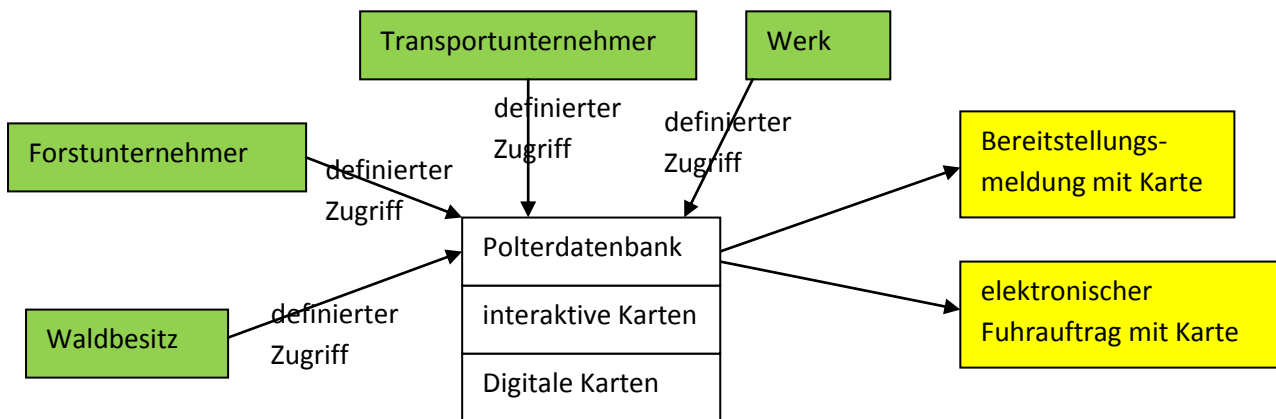 Transportunternehmer
Werk
definierter
Zugriff
definierter
Zugriff
Forstunternehmer
definierter
Zugriff
Bereitstellungs-
meldung mit Karte
Polterdatenbank
interaktive Karten
Digitale Karten
elektronischer
Fuhrauftrag mit Karte
Waldbesitz
definierter
Zugriff